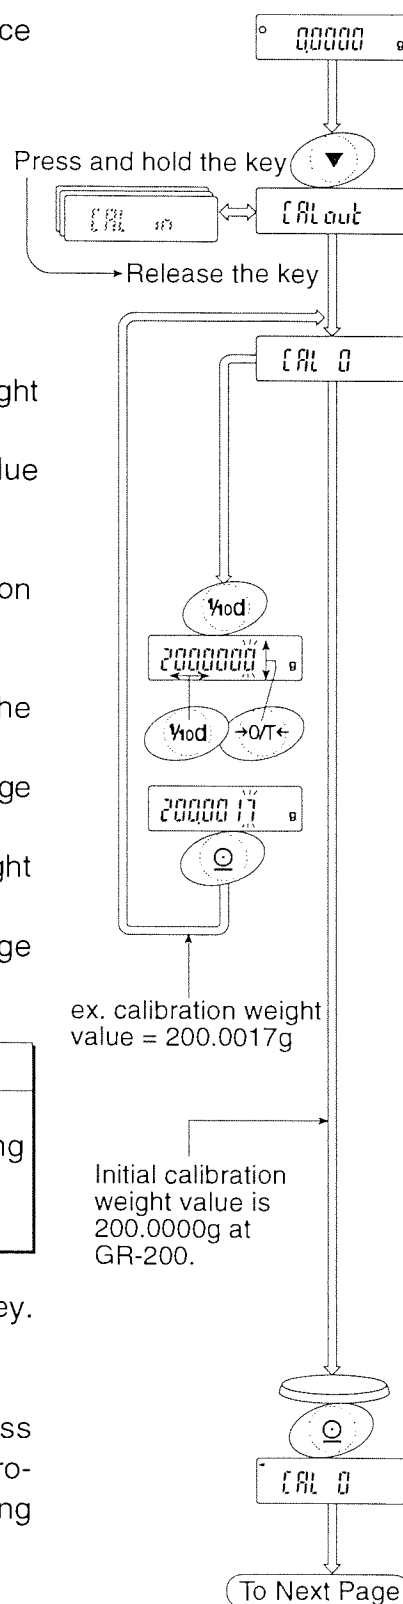 ce
0.0000 g
Press and hold the key
▼
CAL in
CAL out
Release the key
CAL 0
ght
lue
on
1/10d
200.0000 g
he
1/10d
→0/T←
ge
200.0017 g
ght
ge
ex. calibration weight
value = 200.0017g
ng
Initial calibration
weight value is
200.0000g at
GR-200.
ey.
ss
ro-
CAL 0
ng
To Next Page